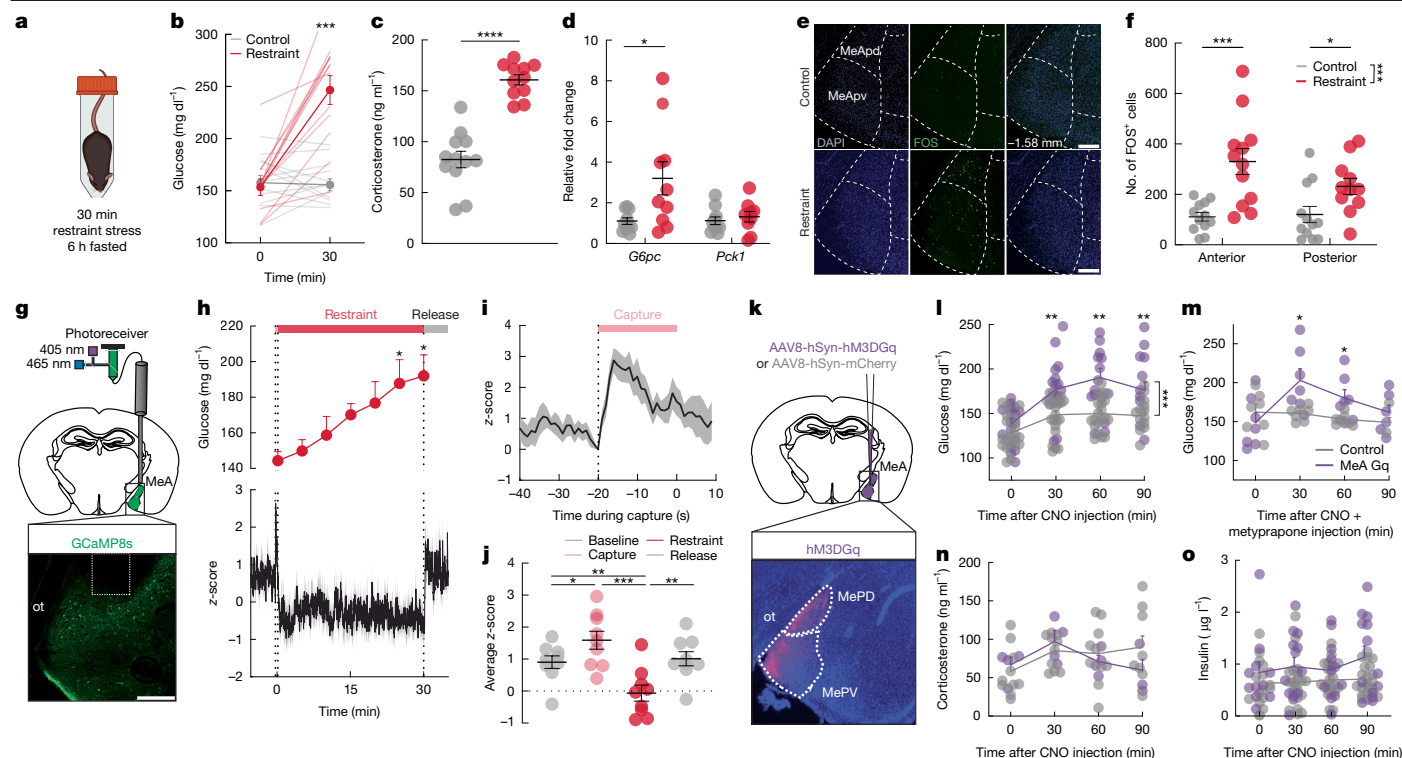 a
30 min
restraint stress
6 h fasted
b
***
Control
Restraint
Glucose (mg dl−1)
300
250
200
150
100
0
30
Time (min)
c
****
Corticosterone (ng ml−1)
200
150
100
50
0
d
*
Relative fold change
10
8
6
4
2
0
G6pc
Pck1
e
Control
Restraint
MeApd
MeApv
DAPI
FOS
−1.58 mm
f
***
*
Control
Restraint
***
No. of FOS+ cells
800
600
400
200
0
Anterior
Posterior
g
Photoreceiver
405 nm
465 nm
MeA
GCaMP8s
ot
h
Restraint
Release
Glucose (mg dl−1)
220
200
180
160
140
*
*
z-score
3
2
1
0
−1
−2
0
15
30
Time (min)
i
Capture
z-score
4
3
2
1
0
−1
−40
−30
−20
−10
0
10
Time during capture (s)
j
Baseline
Restraint
Capture
Release
**
*
***
**
Average z-score
4
3
2
1
0
−1
k
AAV8-hSyn-hM3DGq
or AAV8-hSyn-mCherry
MeA
hM3DGq
MePD
ot
MePV
l
**
**
**
***
Glucose (mg dl−1)
250
200
150
100
0
30
60
90
Time after CNO injection (min)
m
*
*
Glucose (mg dl−1)
250
200
150
100
Control
MeA Gq
0
30
60
90
Time after CNO +
metyprapone injection (min)
n
Corticosterone (ng ml−1)
200
150
100
50
0
0
30
60
90
Time after CNO injection (min)
o
Insulin ( µg l−1)
3
2
1
0
0
30
60
90
Time after CNO injection (min)